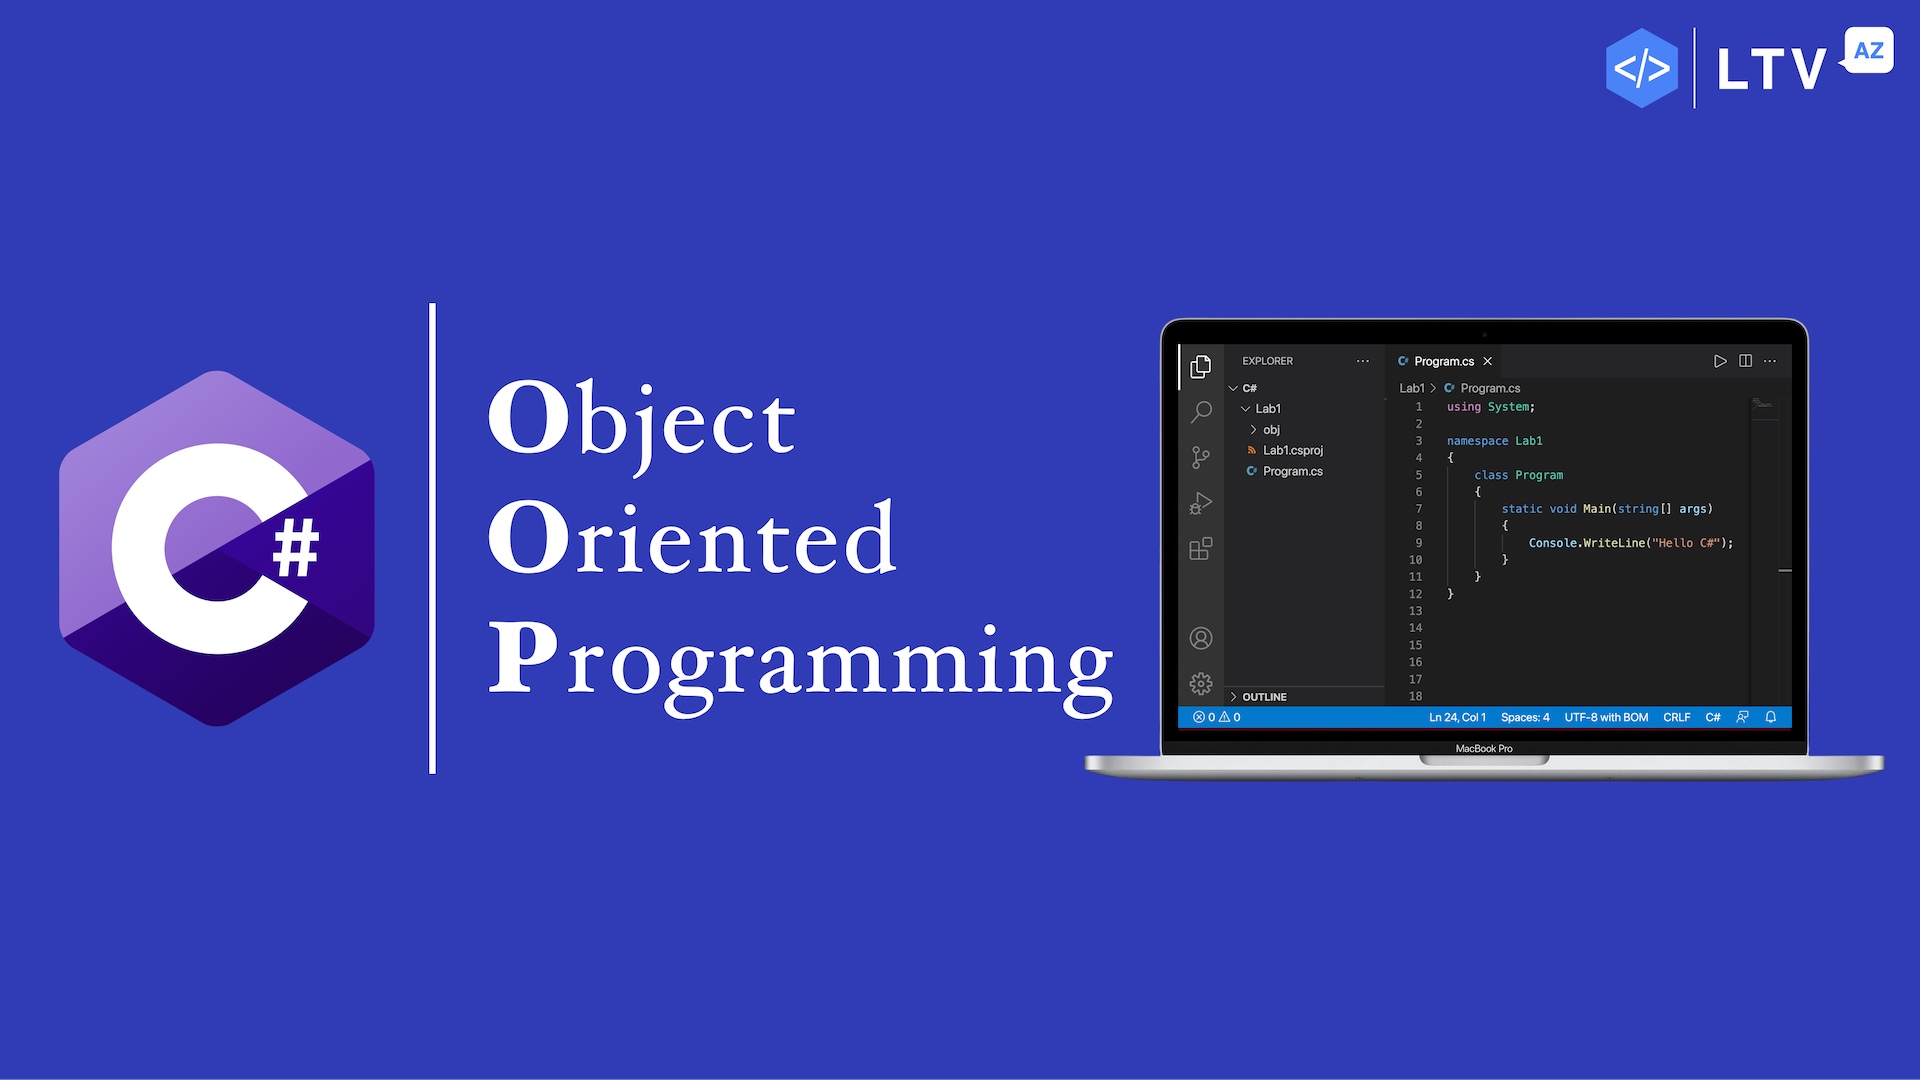 </> LTV AZ
C#
Object
Oriented
Programming
EXPLORER ···
C#
Lab1
obj
Lab1.csproj
Program.cs
OUTLINE
Program.cs
Lab1 > Program.cs
1 using System;
2
3 namespace Lab1
4 {
5 class Program
6 {
7 static void Main(string[] args)
8 {
9 Console.WriteLine("Hello C#");
10 }
11 }
12 }
13
14
15
16
17
18
0 0 Ln 24, Col 1 Spaces: 4 UTF-8 with BOM CRLF C#
MacBook Pro